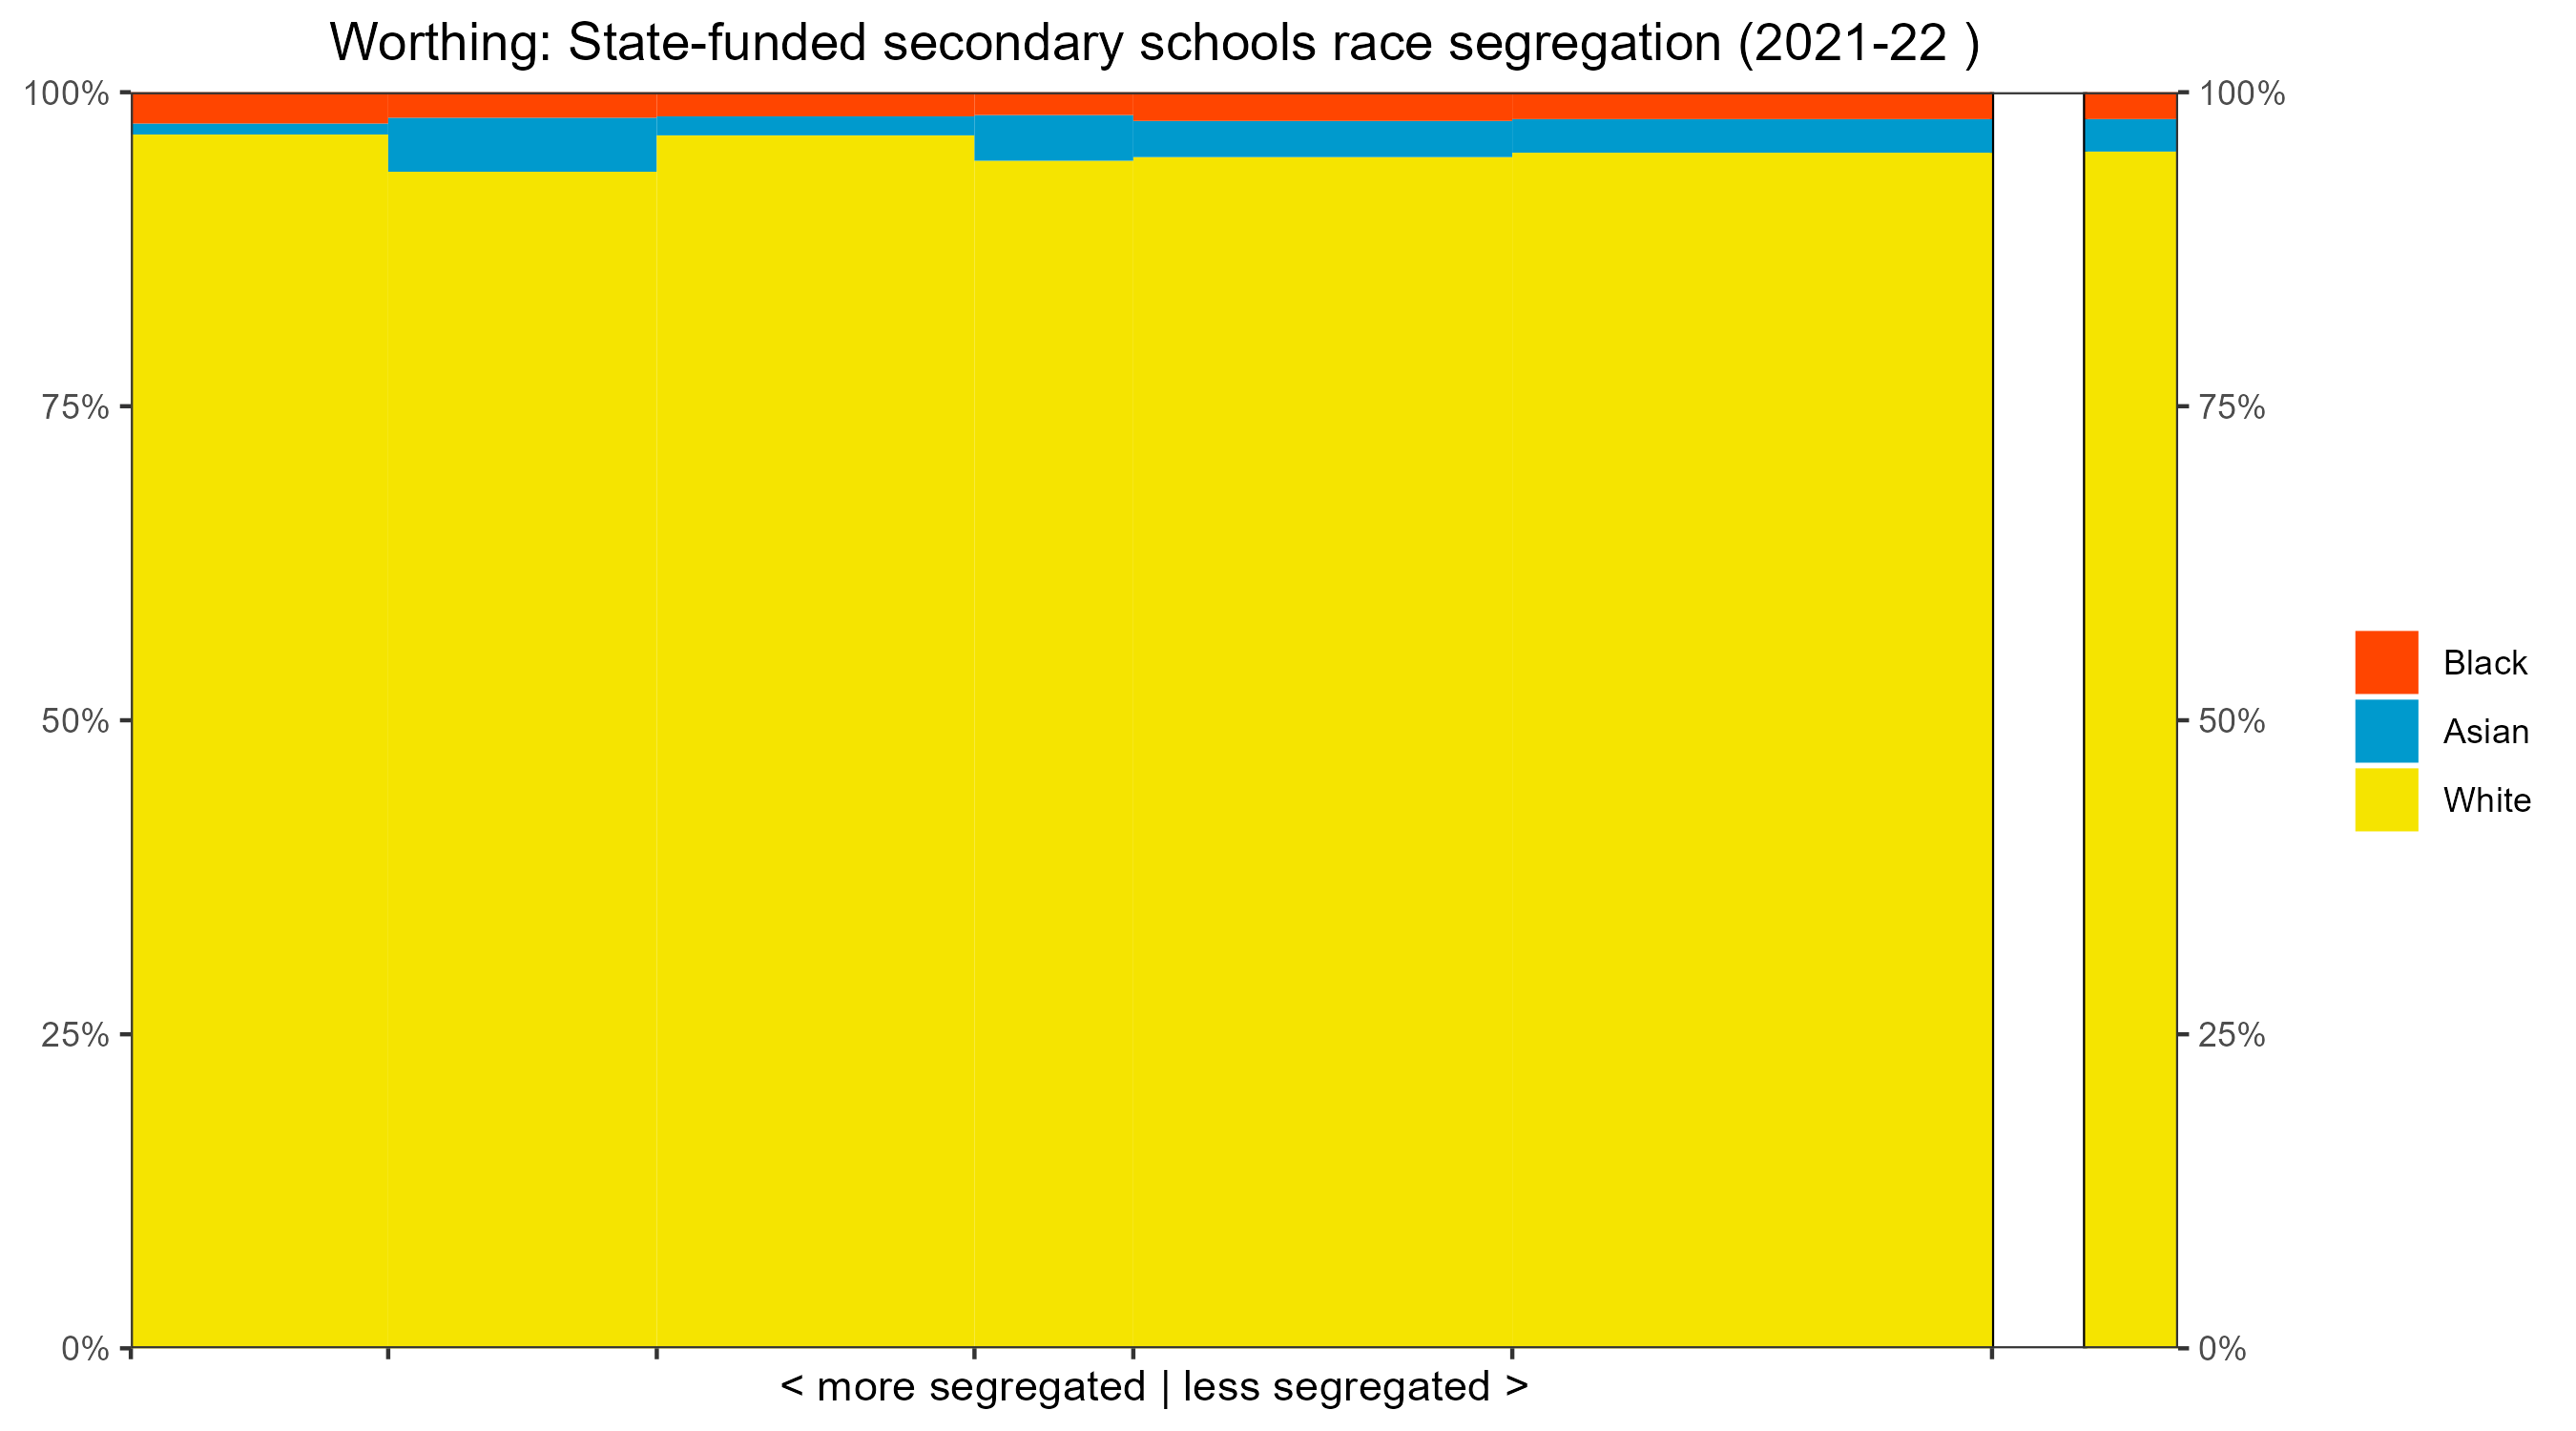 Worthing: State-funded secondary schools race segregation (2021-22 )
100%
100%
75%
75%
50%
50%
25%
25%
0%
0%
Black
Asian
White
< more segregated | less segregated >